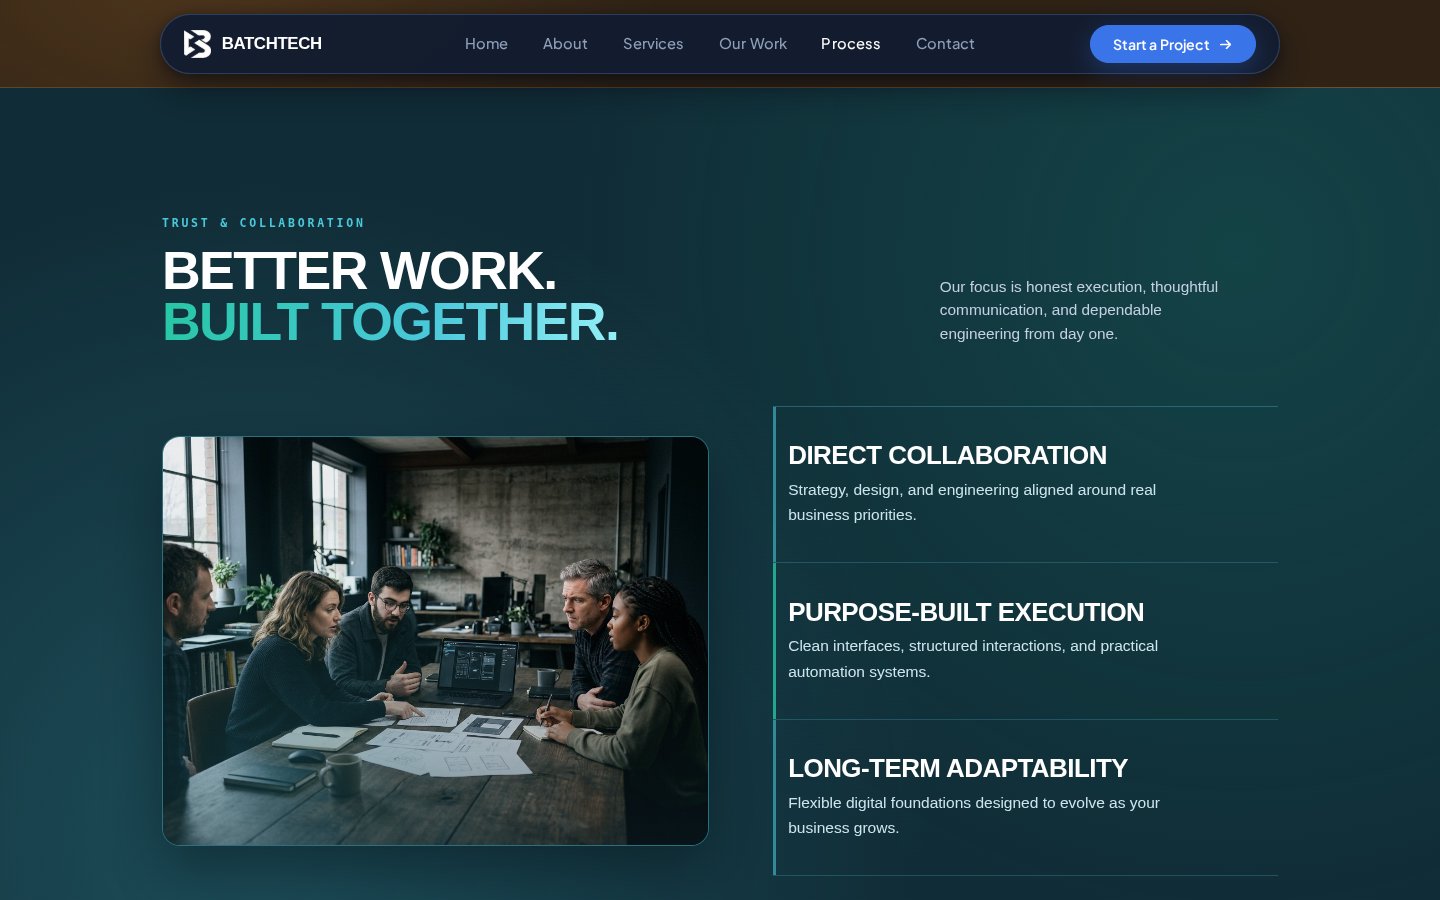 BATCHTECH
Home
About
Services
Our Work
Process
Contact
Start a Project
TRUST & COLLABORATION
BETTER WORK.
BUILT TOGETHER.
Our focus is honest execution, thoughtful
communication, and dependable
engineering from day one.
DIRECT COLLABORATION
Strategy, design, and engineering aligned around real
business priorities.
PURPOSE-BUILT EXECUTION
Clean interfaces, structured interactions, and practical
automation systems.
LONG-TERM ADAPTABILITY
Flexible digital foundations designed to evolve as your
business grows.